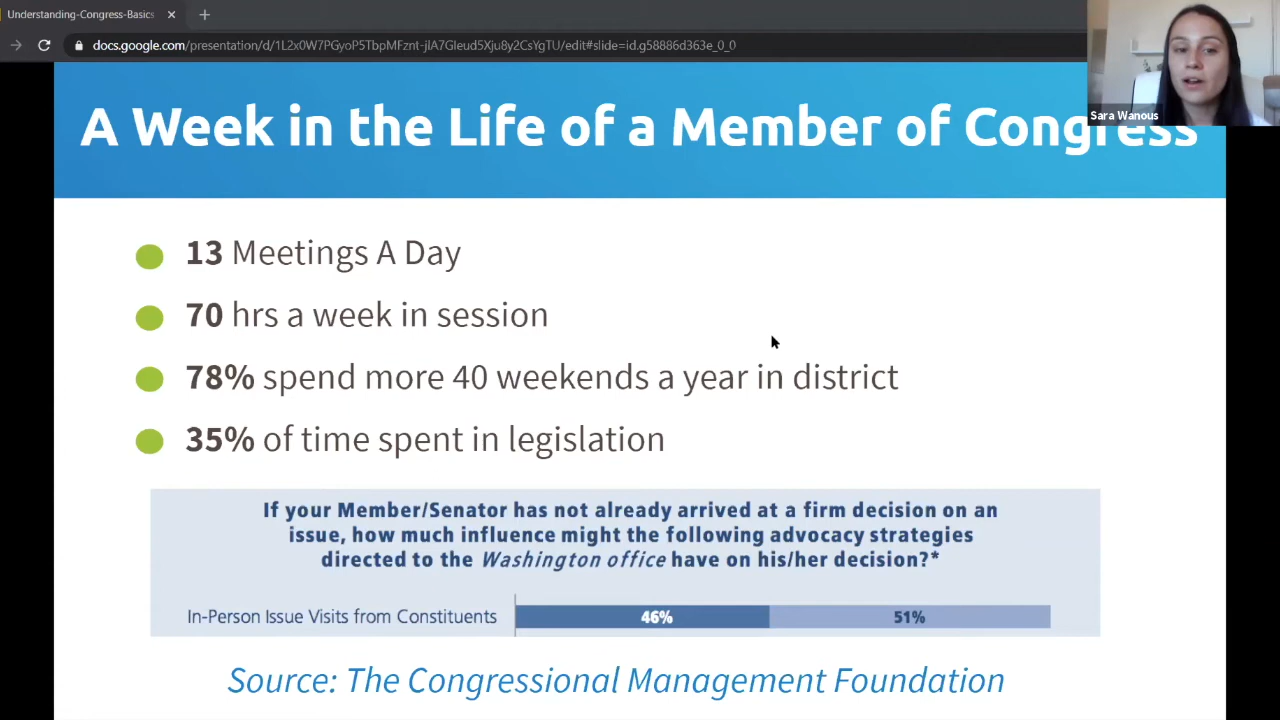 Understanding-Congress-Basics
docs.google.com/presentation/d/1L2x0W7PGyoP5TbpMFznt-jIA7Gleud5Xju8y2CsYgTU/edit#slide=id.g58886d363e_0_0
Sara Wanous
A Week in the Life of a Member of Congress
13 Meetings A Day
70 hrs a week in session
78% spend more 40 weekends a year in district
35% of time spent in legislation
If your Member/Senator has not already arrived at a firm decision on an
issue, how much influence might the following advocacy strategies
directed to the Washington office have on his/her decision?*
In-Person Issue Visits from Constituents 46% 51%
Source: The Congressional Management Foundation